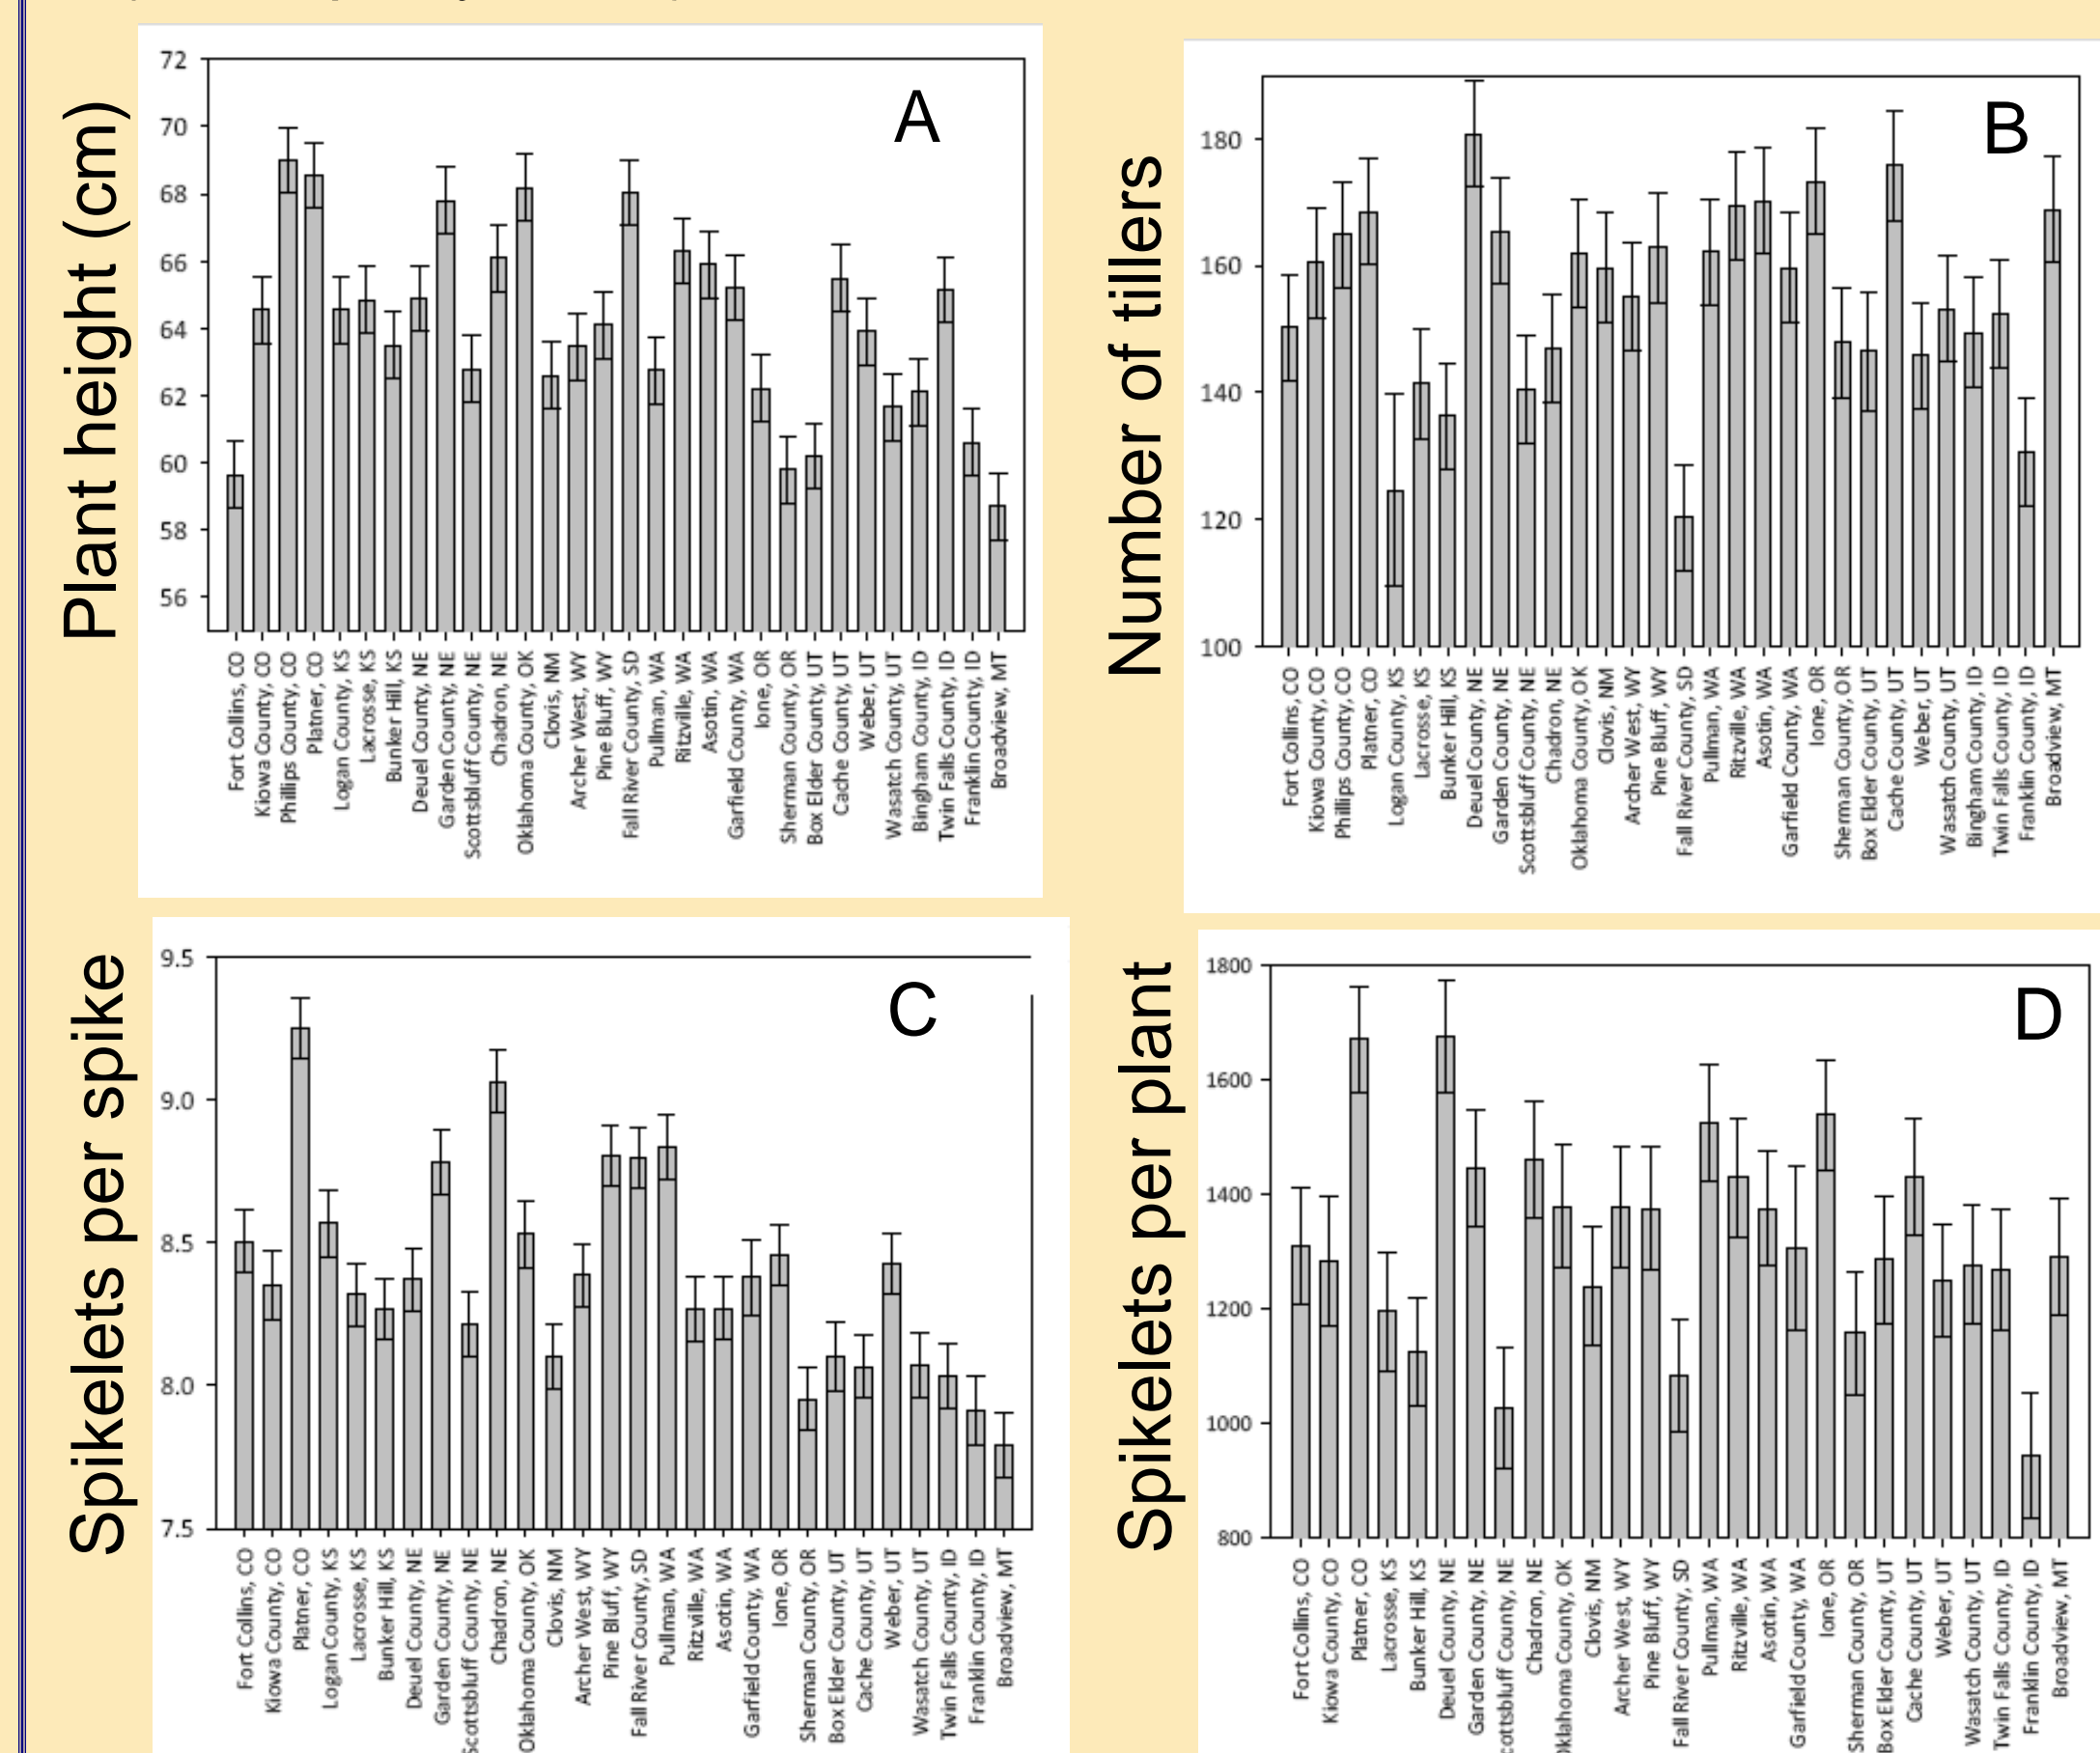 Plant height (cm)
A
72
70
68
66
64
62
60
58
56
Fort Collins, CO
Kiowa County, CO
Phillips County, CO
Platner, CO
Logan County, KS
Lacrosse, KS
Bunker Hill, KS
Deuel County, NE
Garden County, NE
Scottsbluff County, NE
Chadron, NE
Oklahoma County, OK
Clovis, NM
Archer West, WY
Pine Bluff, WY
Fall River County, SD
Pullman, WA
Ritzville, WA
Asotin, WA
Garfield County, WA
Ione, OR
Sherman County, OR
Box Elder County, UT
Cache County, UT
Weber, UT
Wasatch County, UT
Bingham County, ID
Twin Falls County, ID
Franklin County, ID
Broadview, MT
Number of tillers
B
180
160
140
120
100
Fort Collins, CO
Kiowa County, CO
Phillips County, CO
Platner, CO
Logan County, KS
Lacrosse, KS
Bunker Hill, KS
Deuel County, NE
Garden County, NE
Scottsbluff County, NE
Chadron, NE
Oklahoma County, OK
Clovis, NM
Archer West, WY
Pine Bluff, WY
Fall River County, SD
Pullman, WA
Ritzville, WA
Asotin, WA
Garfield County, WA
Ione, OR
Sherman County, OR
Box Elder County, UT
Cache County, UT
Weber, UT
Wasatch County, UT
Bingham County, ID
Twin Falls County, ID
Franklin County, ID
Broadview, MT
Spikelets per spike
C
9.5
9.0
8.5
8.0
7.5
Fort Collins, CO
Kiowa County, CO
Platner, CO
Logan County, KS
Lacrosse, KS
Bunker Hill, KS
Deuel County, NE
Garden County, NE
Scottsbluff County, NE
Chadron, NE
Oklahoma County, OK
Clovis, NM
Archer West, WY
Pine Bluff, WY
Fall River County, SD
Pullman, WA
Ritzville, WA
Asotin, WA
Garfield County, WA
Ione, OR
Sherman County, OR
Box Elder County, UT
Cache County, UT
Weber, UT
Wasatch County, UT
Twin Falls County, ID
Franklin County, ID
Broadview, MT
Spikelets per plant
D
1800
1600
1400
1200
1000
800
Fort Collins, CO
Kiowa County, CO
Platner, CO
Lacrosse, KS
Bunker Hill, KS
Deuel County, NE
Garden County, NE
cottsbluff County, NE
Chadron, NE
klahoma County, OK
Clovis, NM
Archer West, WY
Pine Bluff, WY
Fall River County, SD
Pullman, WA
Ritzville, WA
Asotin, WA
Garfield County, WA
Ione, OR
Sherman County, OR
Box Elder County, UT
Cache County, UT
Weber, UT
Wasatch County, UT
Twin Falls County, ID
Franklin County, ID
Broadview, MT